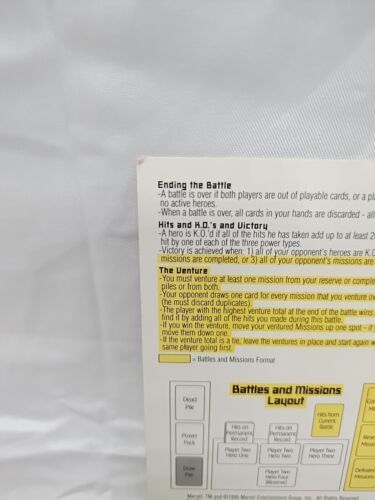 Ending the Battle
-A battle is over if both players are out of playable cards, or a pl
no active heroes.
-When a battle is over, all cards in your hands are discarded - all
Hits and K.O.'s and Victory
-A hero is K.O.'d if all of the hits he has taken add up to at least 20
hit by one of each of the three power types.
-Victory is achieved when: 1) all of your opponent's heroes are K.O
missions are completed, or 3) all of your opponent's missions are
The Venture
-You must venture at least one mission from your reserve or comple
piles or from both.
-Your opponent draws one card for every mission that you venture
(he must discard duplicates).
-The player with the highest venture total at the end of the battle wins
find it by adding all of the hits you made during this battle.
-If you win the venture, move your ventured Missions up one spot - if
move them down one.
-If the venture total is a tie, leave the ventures in place and start again
same player going first.
= Battles and Missions Format
Battles and Missions
Layout
Dead
Pile
Power
Pack
Draw
Pile
Hits on
Permanent
Record
Hits on
Permanent
Record
Hits from
Current
Battle
Player Two
Hero One
Player Two
Hero Two
Player Two
Hero Three
Player Two
Hero Four
Reserve
Marvel, TM and ©1995 Marvel Entertainment Group, Inc.